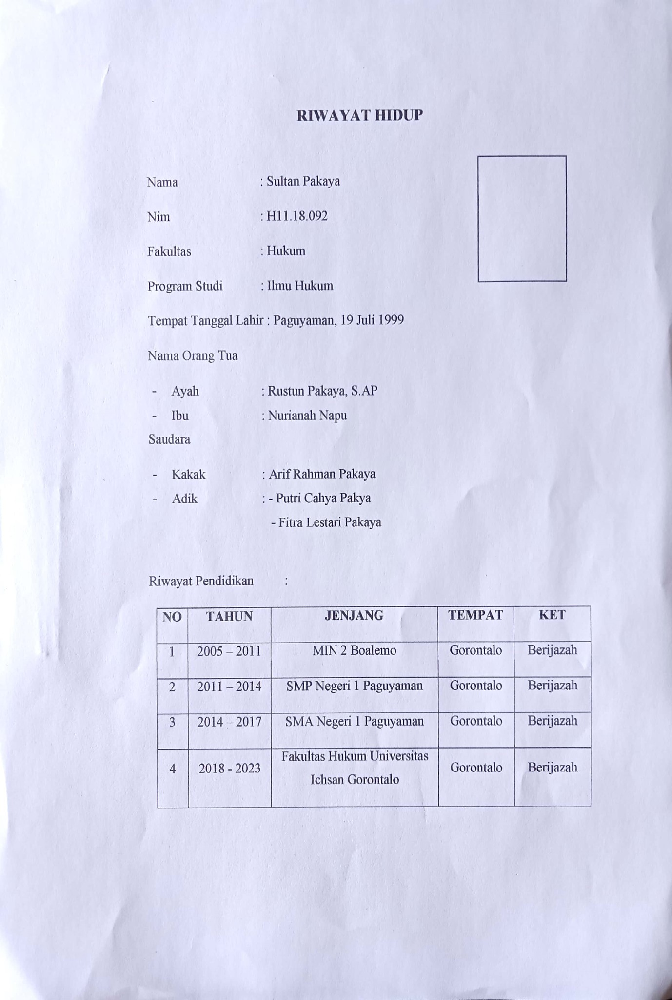 RIWAYAT HIDUP
Nama : Sultan Pakaya
Nim : H11.18.092
Fakultas : Hukum
Program Studi : Ilmu Hukum
Tempat Tanggal Lahir : Paguyaman, 19 Juli 1999
Nama Orang Tua
- Ayah : Rustun Pakaya, S.AP
- Ibu : Nurianah Napu
Saudara
- Kakak : Arif Rahman Pakaya
- Adik : - Putri Cahya Pakya
- Fitra Lestari Pakaya
Riwayat Pendidikan :
NO TAHUN JENJANG TEMPAT KET
1 2005 – 2011 MIN 2 Boalemo Gorontalo Berijazah
2 2011 – 2014 SMP Negeri 1 Paguyaman Gorontalo Berijazah
3 2014 – 2017 SMA Negeri 1 Paguyaman Gorontalo Berijazah
4 2018 - 2023 Fakultas Hukum Universitas Gorontalo Berijazah
Ichsan Gorontalo